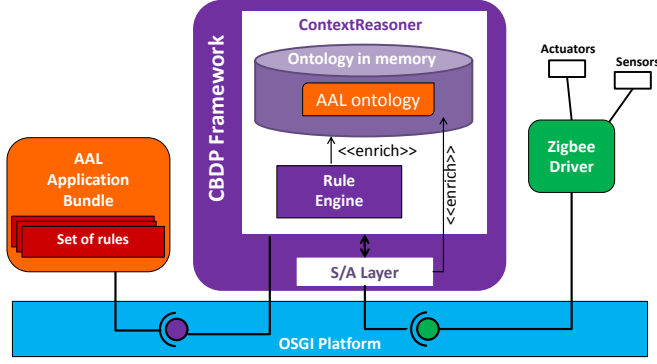 ContextReasoner
Ontology in memory
AAL ontology
<<enrich>>
<<enrich>>
Rule
Engine
S/A Layer
CBDP Framework
AAL
Application
Bundle
Set of rules
Actuators
Sensors
Zigbee
Driver
OSGI Platform